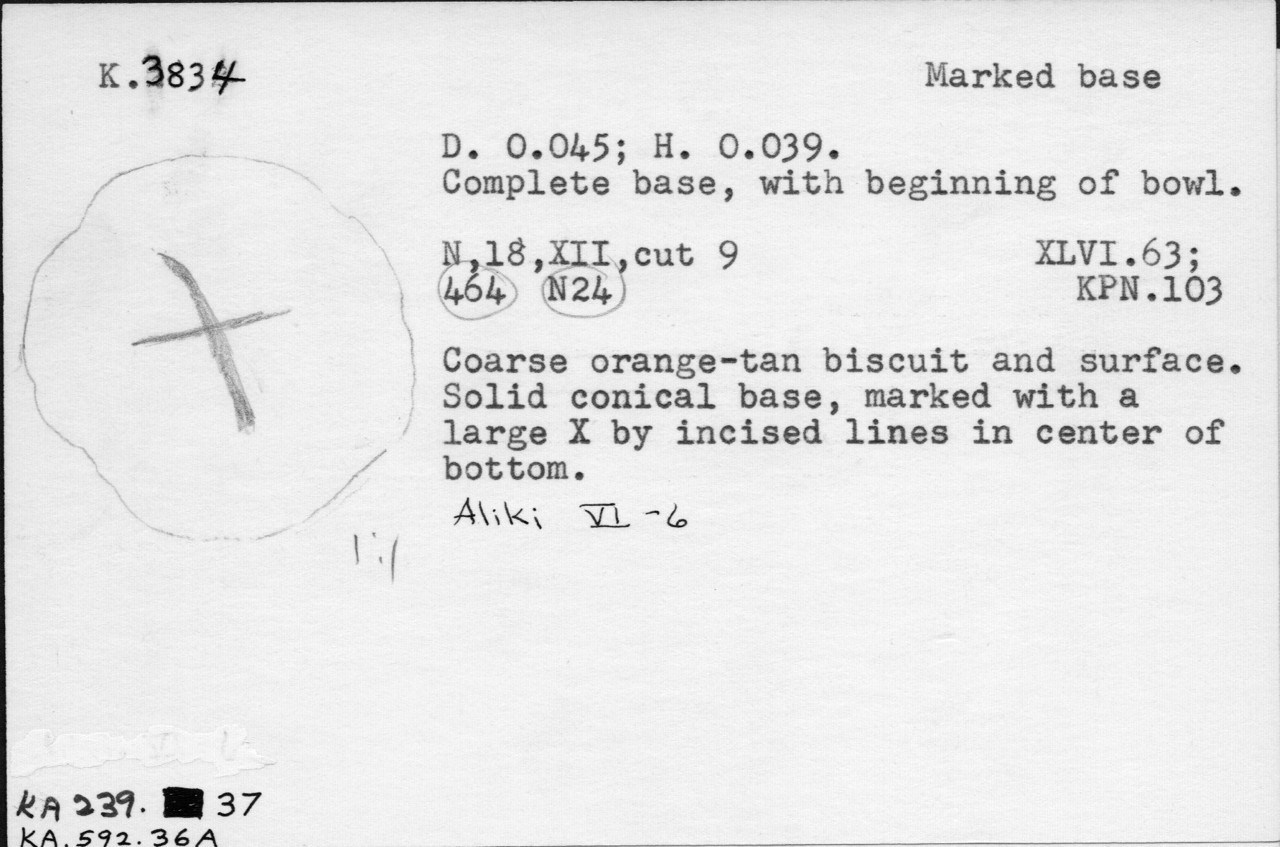 K.3834
Marked base
D. 0.045; H. 0.039.
Complete base, with beginning of bowl.
N,18,XII,cut 9
XLVI.63;
464 N24
KPN.103
Coarse orange-tan biscuit and surface.
Solid conical base, marked with a
large X by incised lines in center of
bottom.
Aliki VI -6
1:1
KA 239. 37
KA.592.36A